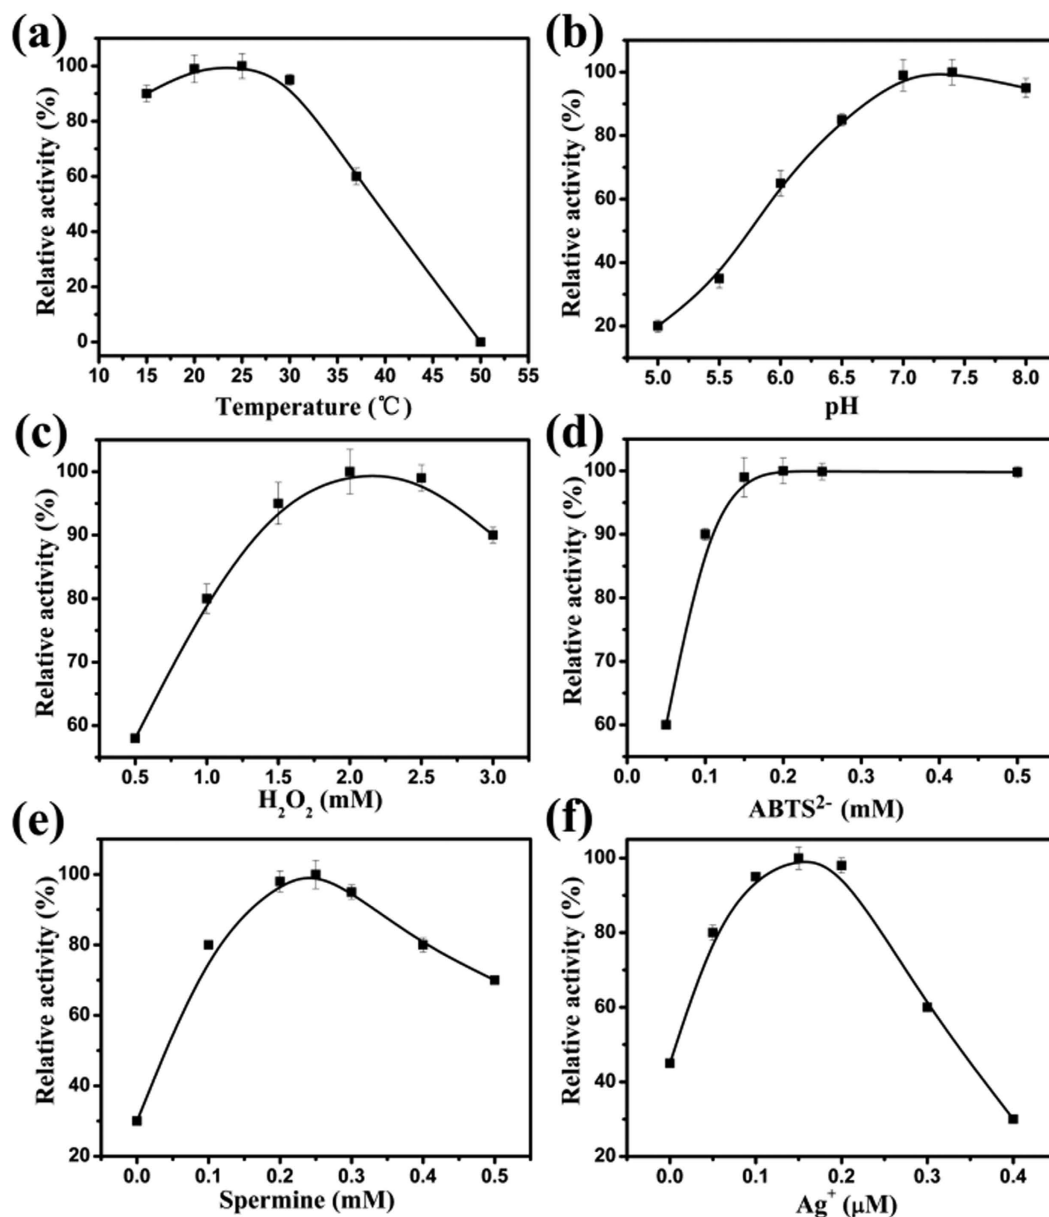 (a)
Relative activity (%)
100
80
60
40
20
0
10 15 20 25 30 35 40 45 50 55
Temperature (℃)
(b)
Relative activity (%)
100
80
60
40
20
5.0 5.5 6.0 6.5 7.0 7.5 8.0
pH
(c)
Relative activity (%)
100
90
80
70
60
0.5 1.0 1.5 2.0 2.5 3.0
H₂O₂ (mM)
(d)
Relative activity (%)
100
90
80
70
60
0.0 0.1 0.2 0.3 0.4 0.5
ABTS²⁻ (mM)
(e)
Relative activity (%)
100
80
60
40
20
0.0 0.1 0.2 0.3 0.4 0.5
Spermine (mM)
(f)
Relative activity (%)
100
80
60
40
20
0.0 0.1 0.2 0.3 0.4
Ag⁺ (μM)